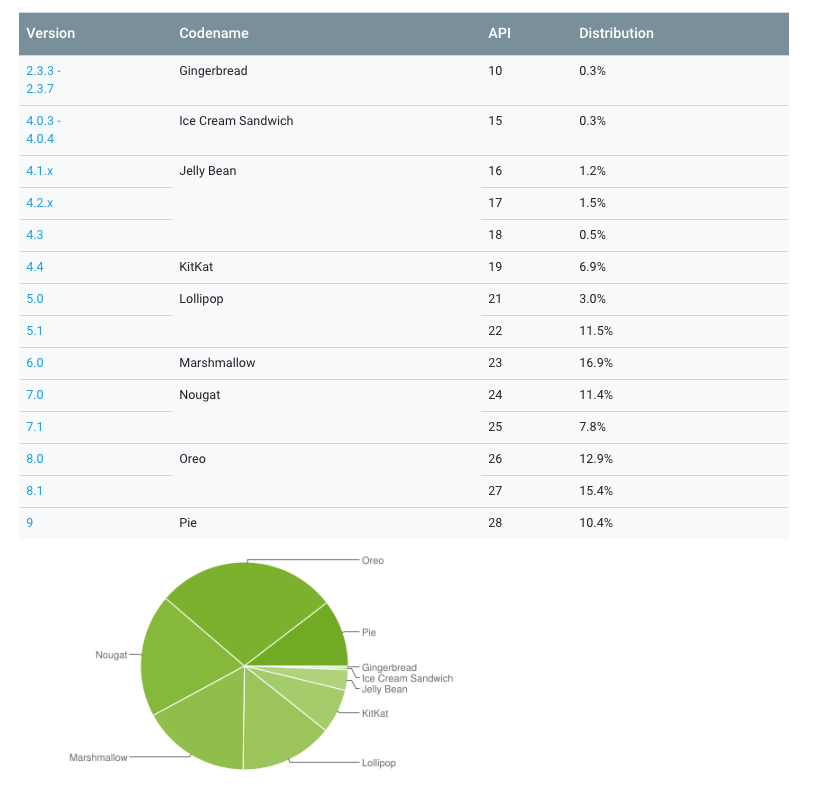 Version Codename API Distribution
2.3.3 - Gingerbread 10 0.3%
2.3.7
4.0.3 - Ice Cream Sandwich 15 0.3%
4.0.4
4.1.x Jelly Bean 16 1.2%
4.2.x 17 1.5%
4.3 18 0.5%
4.4 KitKat 19 6.9%
5.0 Lollipop 21 3.0%
5.1 22 11.5%
6.0 Marshmallow 23 16.9%
7.0 Nougat 24 11.4%
7.1 25 7.8%
8.0 Oreo 26 12.9%
8.1 27 15.4%
9 Pie 28 10.4%
Oreo
Pie
Nougat
Gingerbread
Ice Cream Sandwich
Jelly Bean
KitKat
Marshmallow
Lollipop